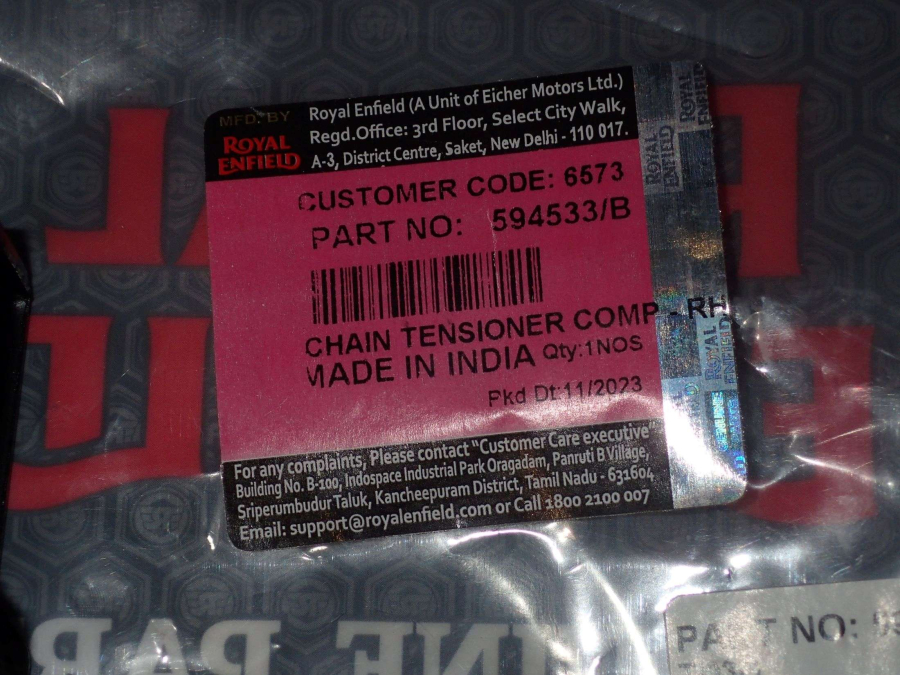 MFD. BY
ROYAL
ENFIELD
Royal Enfield (A Unit of Eicher Motors Ltd.)
Regd.Office: 3rd Floor, Select City Walk,
A-3, District Centre, Saket, New Delhi - 110 017.
CUSTOMER CODE: 6573
PART NO: 594533/B
CHAIN TENSIONER COMP - RH
MADE IN INDIA Qty:1NOS
Pkd Dt:11/2023
For any complaints, Please contact "Customer Care executive"
Building No. B-100, Indospace Industrial Park Oragadam, Panruti B Village,
Sriperumbudur Taluk, Kancheepuram District, Tamil Nadu - 631604
Email: support@royalenfield.com or Call 1800 2100 007
ROYAL
ENFIELD
ROYAL
ENFIELD
ROYAL
ENFIELD
GENUINE
PART NO: